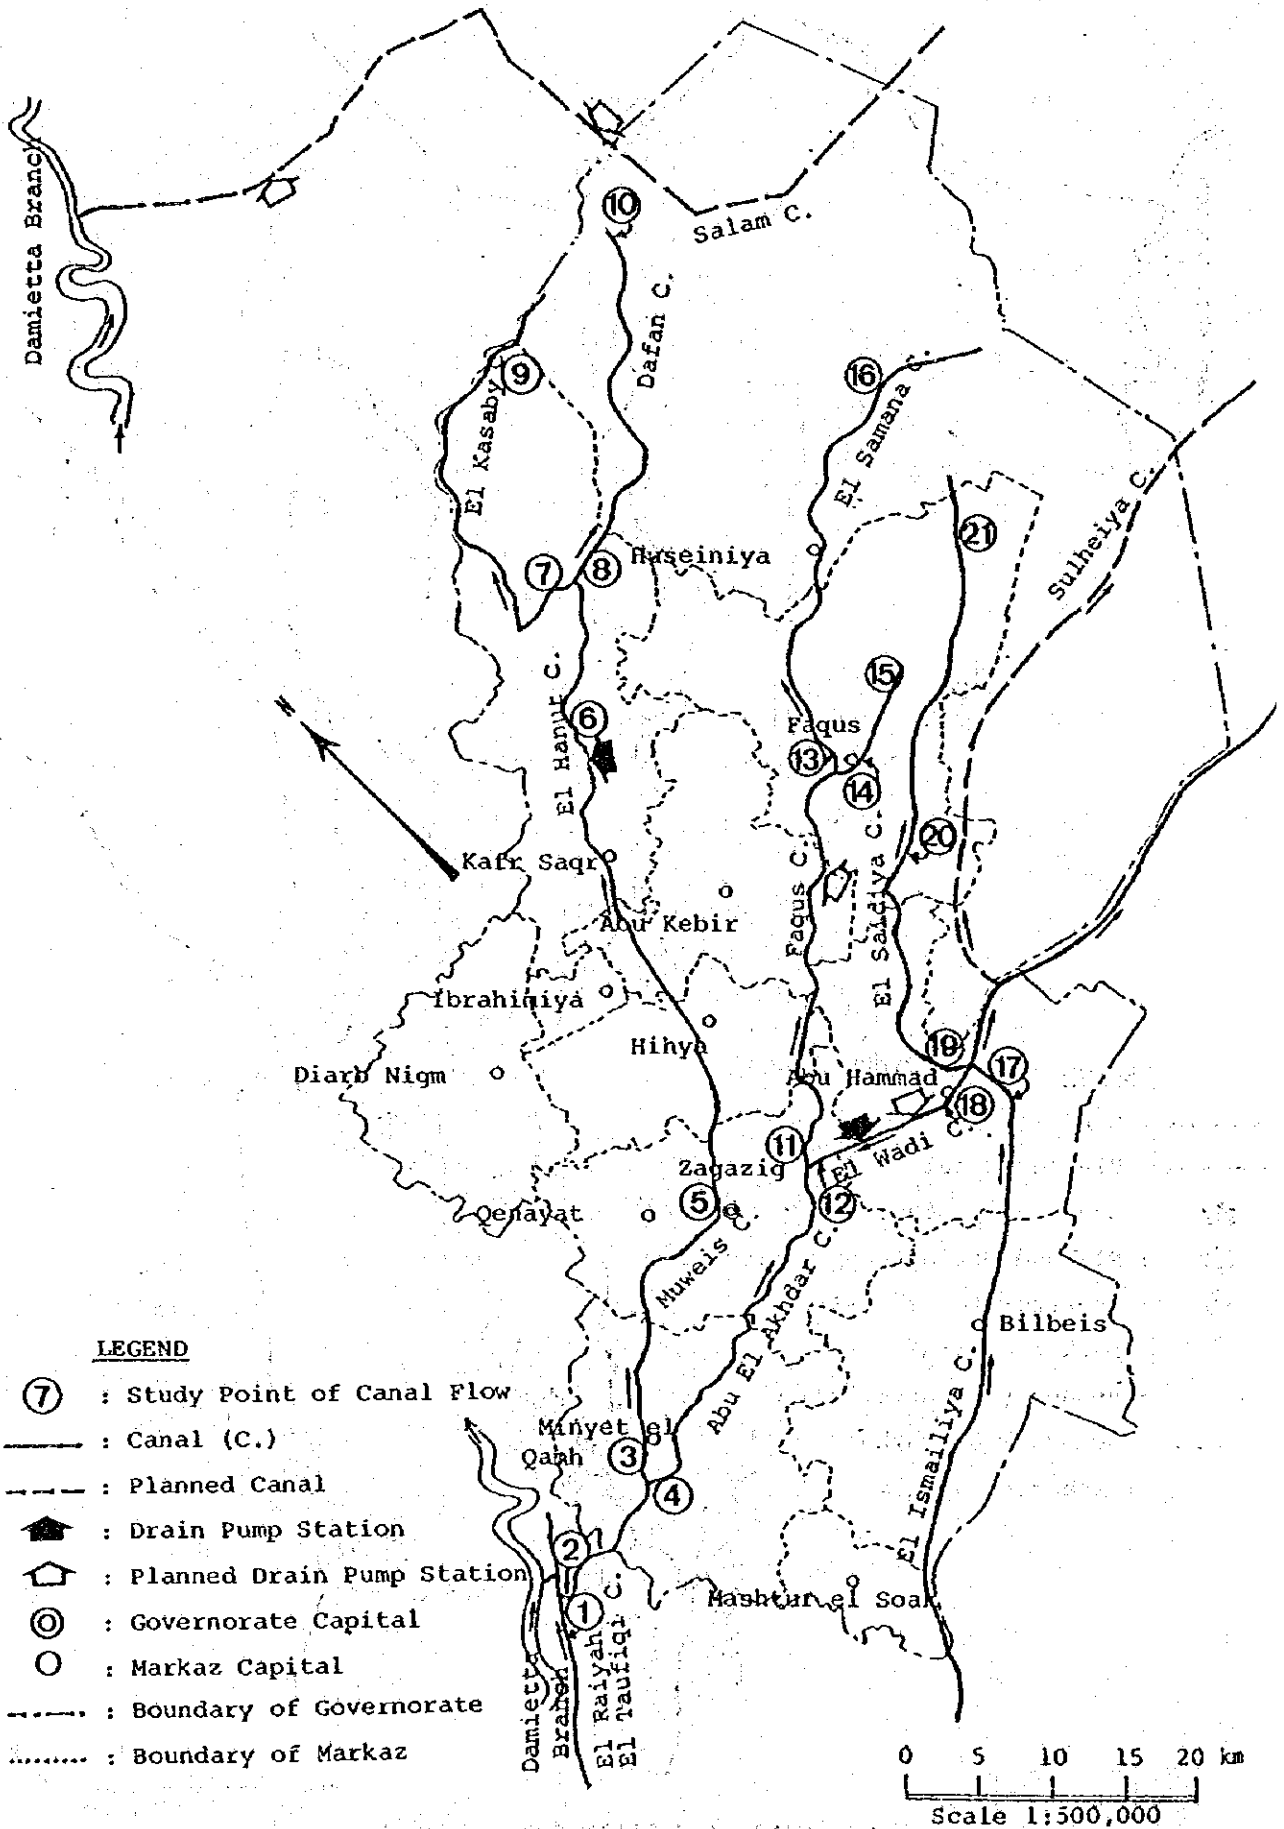 Damietta Branch
10
Salam C.
Dafan C.
9
El Kasaby
16
El Samana C.
21
Sulheiya C.
7
8
Huseiniya
N
El Hanut C.
6
15
Faqus
13
14
20
Kafr Saqr
Faqus C.
El Saidiya C.
Abu Kebir
Ibrahimiya
Hihya
19
17
Diarb Nigm
Abu Hammad
18
11
El Wadi C.
Zagazig
Qenayat
5
12
Muweis C.
Abu El Akhdar C.
Bilbeis
El Ismailiya C.
LEGEND
7 : Study Point of Canal Flow
: Canal (C.)
: Planned Canal
: Drain Pump Station
: Planned Drain Pump Station
: Governorate Capital
: Markaz Capital
: Boundary of Governorate
: Boundary of Markaz
Minyet el
Qamh
3
4
2
1
Mashtur el Soak
Damietta
Branch
El Raiyah
El Taufiqi C.
0 5 10 15 20 km
Scale 1:500,000